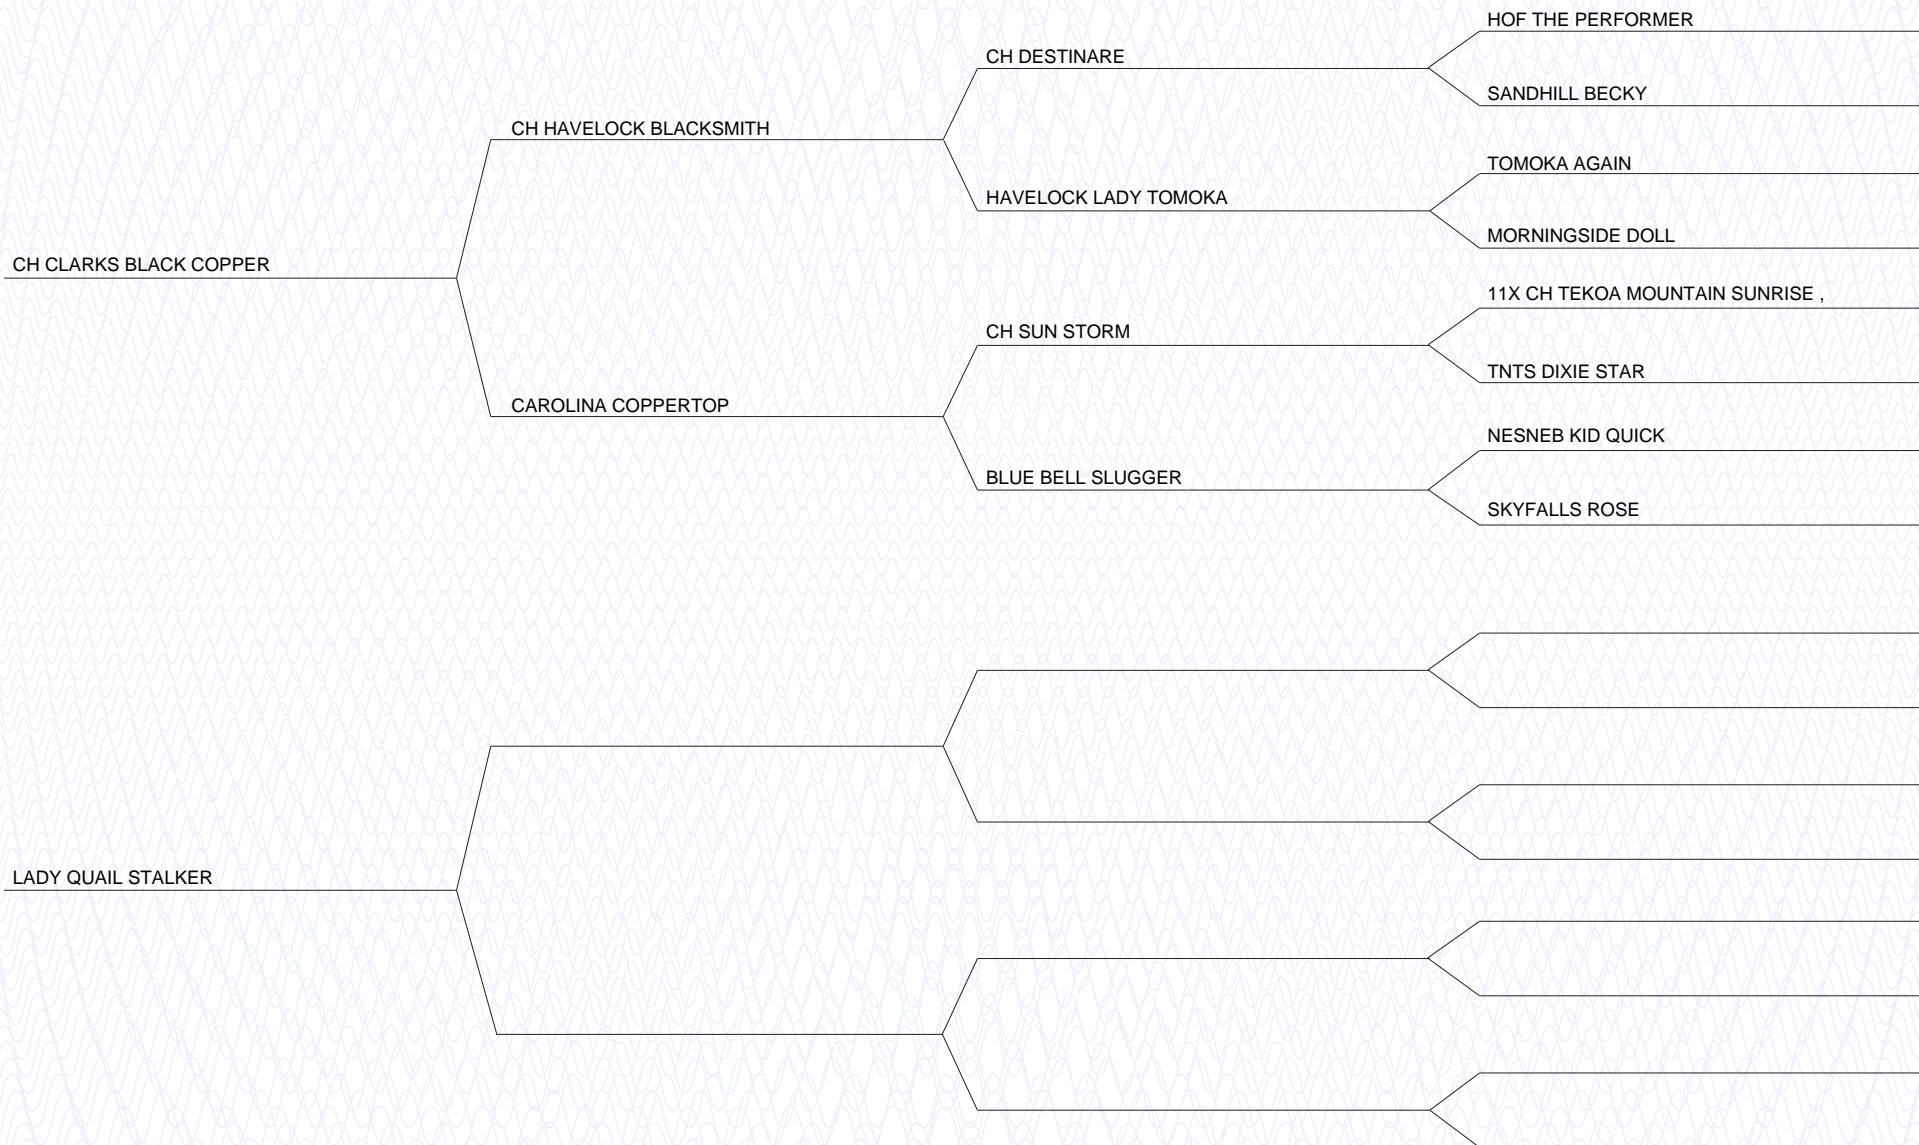 HOF THE PERFORMER
CH DESTINARE
SANDHILL BECKY
CH HAVELOCK BLACKSMITH
TOMOKA AGAIN
HAVELOCK LADY TOMOKA
MORNINGSIDE DOLL
CH CLARKS BLACK COPPER
11X CH TEKOA MOUNTAIN SUNRISE ,
CH SUN STORM
TNTS DIXIE STAR
CAROLINA COPPERTOP
NESNEB KID QUICK
BLUE BELL SLUGGER
SKYFALLS ROSE
LADY QUAIL STALKER